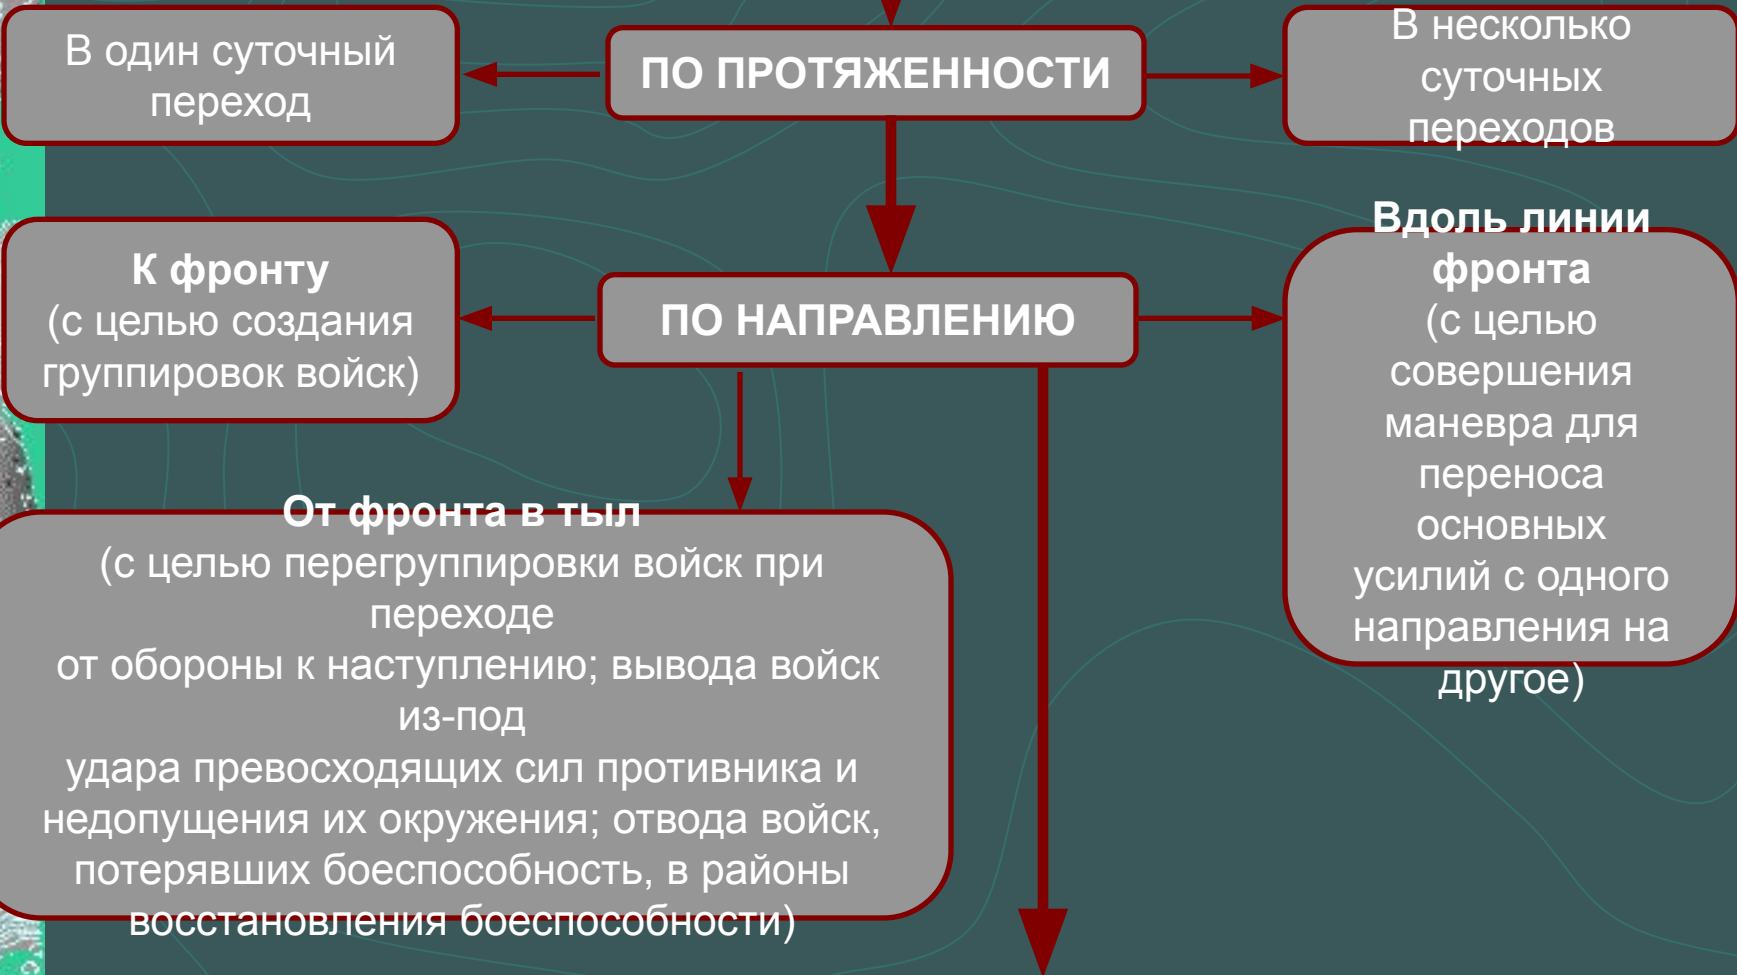 В один суточный
переход
ПО ПРОТЯЖЕННОСТИ
В несколько
суточных
переходов
К фронту
(с целью создания
группировок войск)
ПО НАПРАВЛЕНИЮ
Вдоль линии
фронта
(с целью
совершения
маневра для
переноса
основных
усилий с одного
направления на
другое)
От фронта в тыл
(с целью перегруппировки войск при
переходе
от обороны к наступлению; вывода войск
из-под
удара превосходящих сил противника и
недопущения их окружения; отвода войск,
потерявших боеспособность, в районы
восстановления боеспособности)